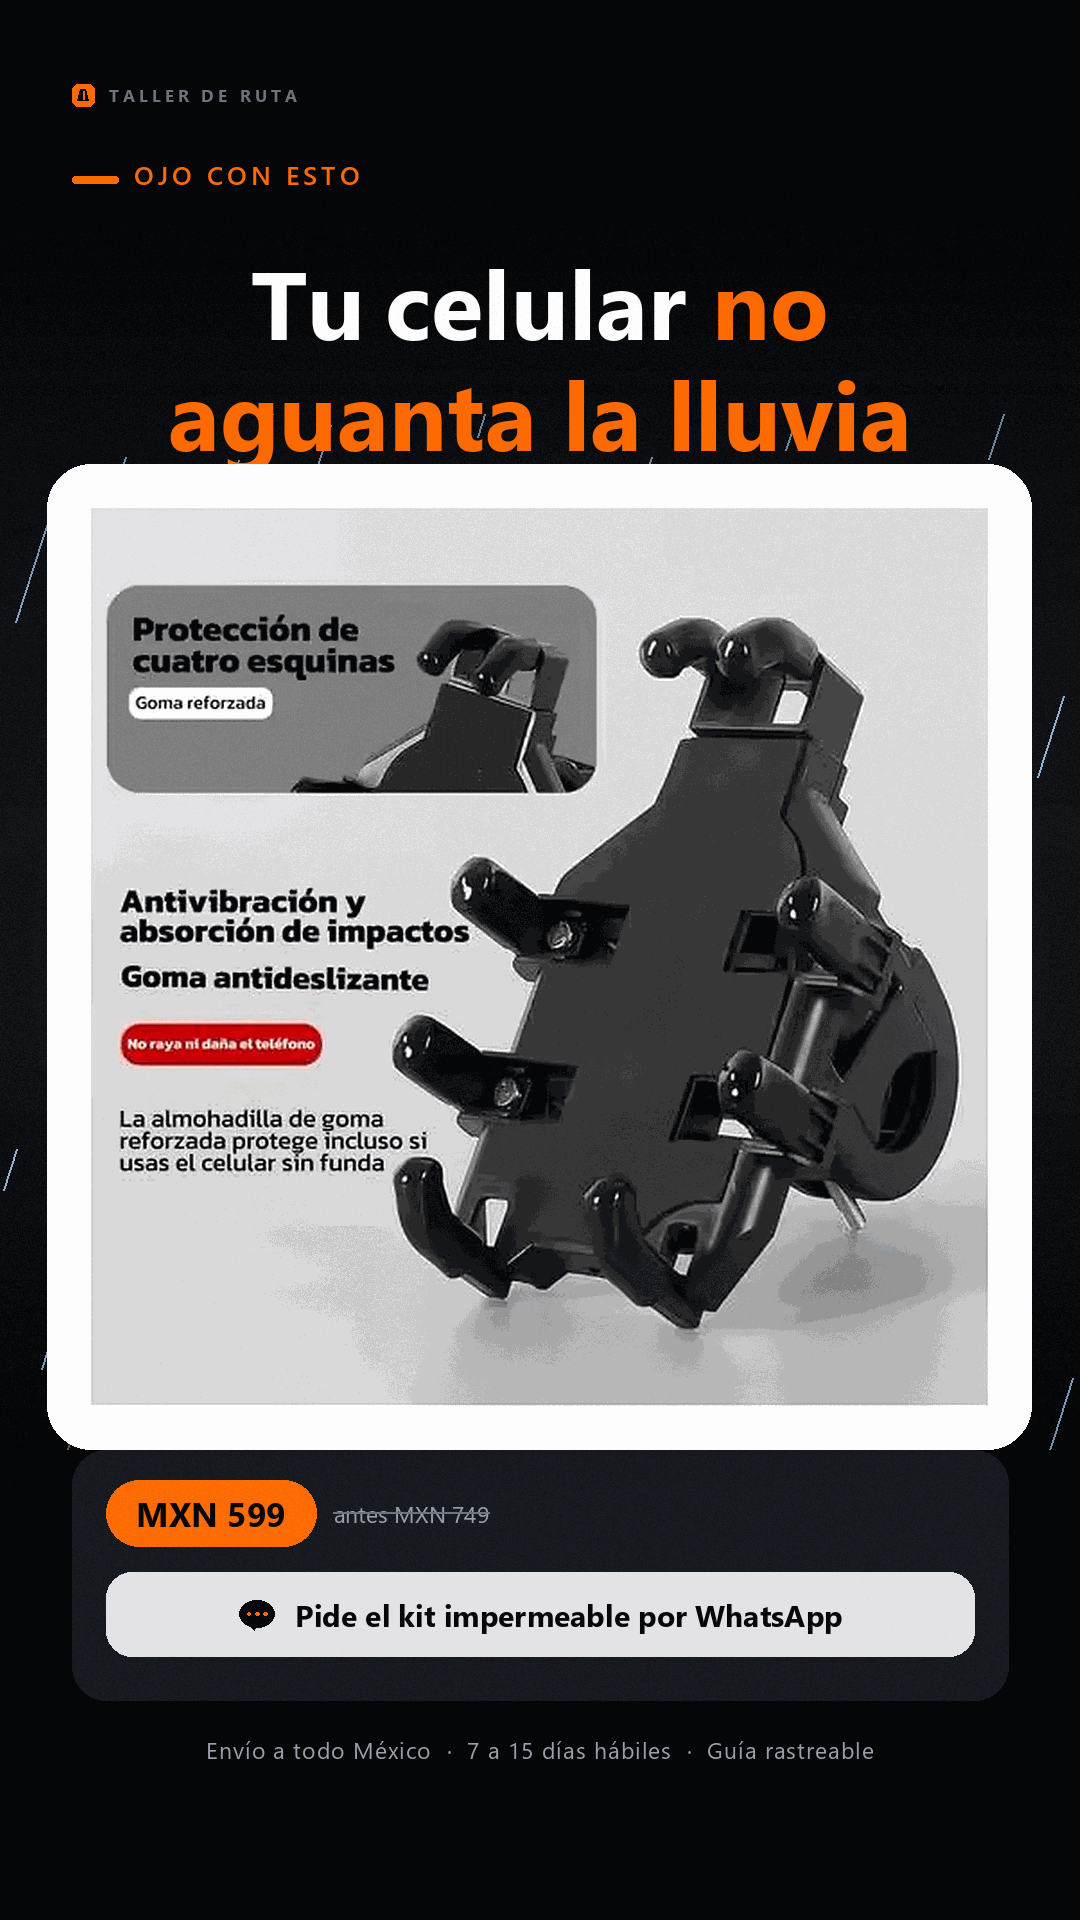 TALLER DE RUTA
OJO CON ESTO
Tu celular no
aguanta la lluvia
Protección de
cuatro esquinas
Goma reforzada
Antivibración y
absorción de impactos
Goma antideslizante
No raya ni daña el teléfono
La almohadilla de goma
reforzada protege incluso si
usas el celular sin funda
MXN 599 antes MXN 749
Pide el kit impermeable por WhatsApp
Envío a todo México · 7 a 15 días hábiles · Guía rastreable